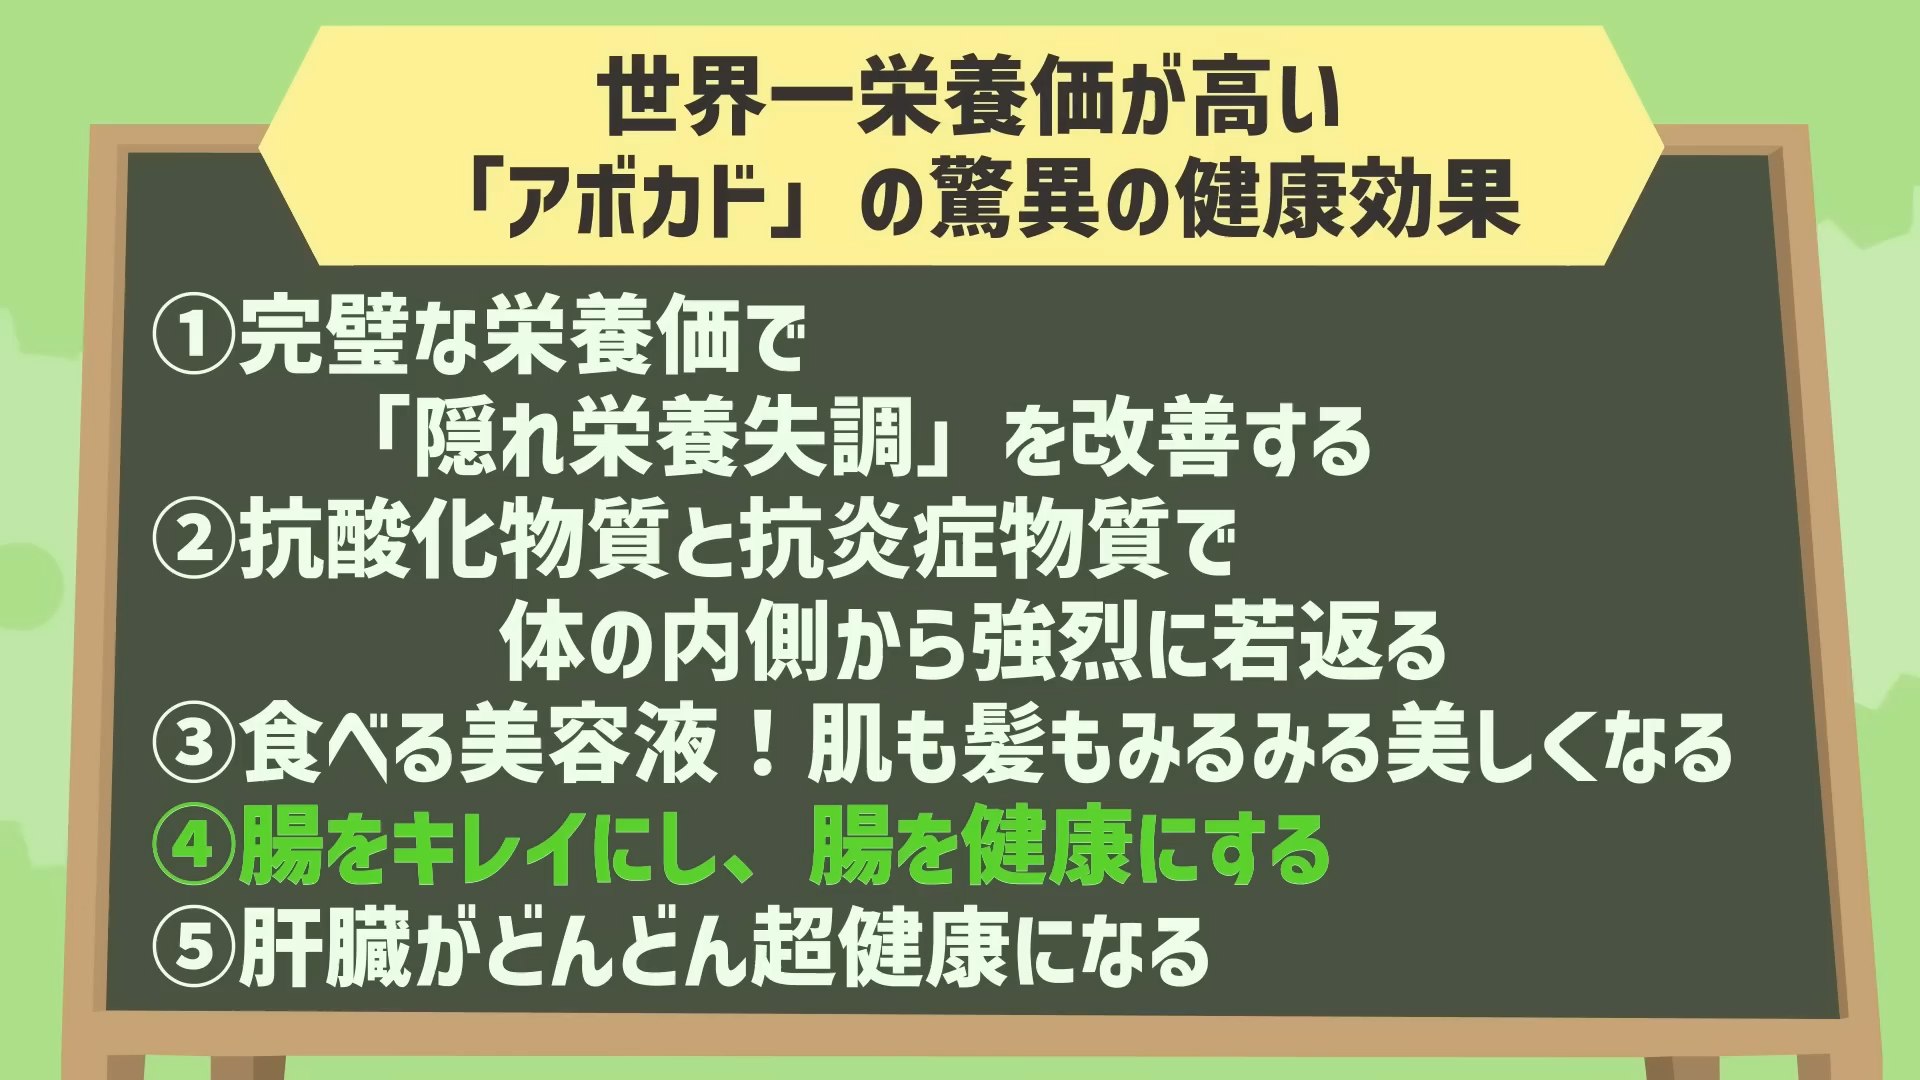 世界一栄養価が高い
「アボカド」の驚異の健康効果
①完璧な栄養価で
「隠れ栄養失調」を改善する
②抗酸化物質と抗炎症物質で
体の内側から強烈に若返る
③食べる美容液！肌も髪もみるみる美しくなる
④腸をキレイにし、腸を健康にする
⑤肝臓がどんどん超健康になる